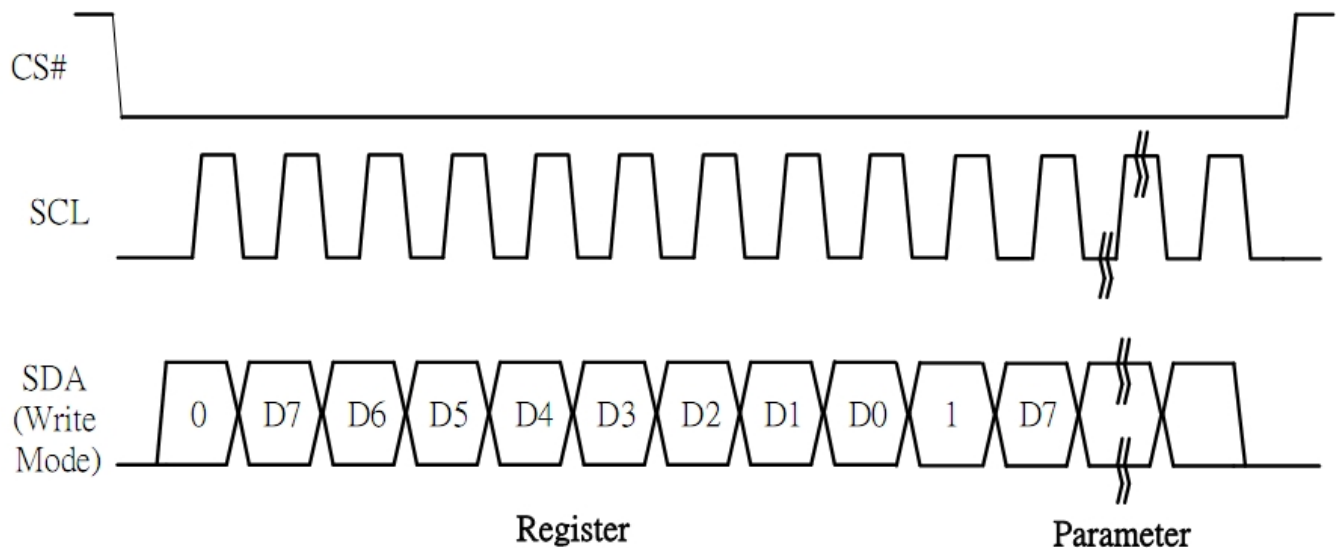 CS#
SCL
SDA
(Write
Mode)
0 D7 D6 D5 D4 D3 D2 D1 D0 1 D7
Register Parameter